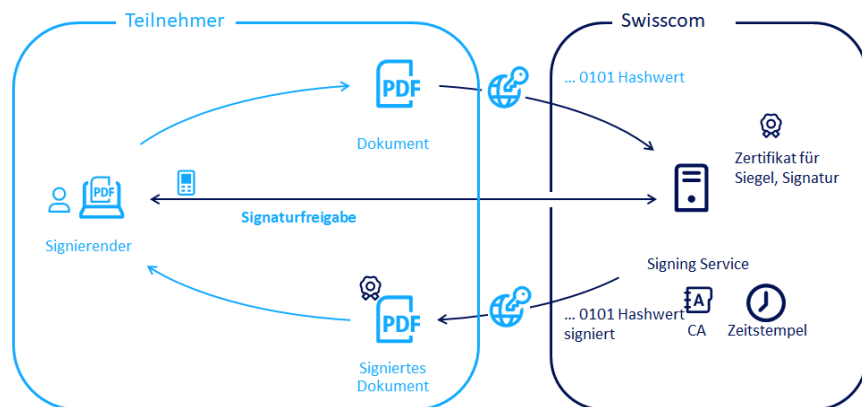 Teilnehmer
Swisscom
PDF
... 0101 Hashwert
Dokument
Zertifikat für
Siegel, Signatur
PDF
Signaturfreigabe
Signierender
Signing Service
PDF
... 0101 Hashwert
signiert
A
CA
Zeitstempel
Signiertes
Dokument